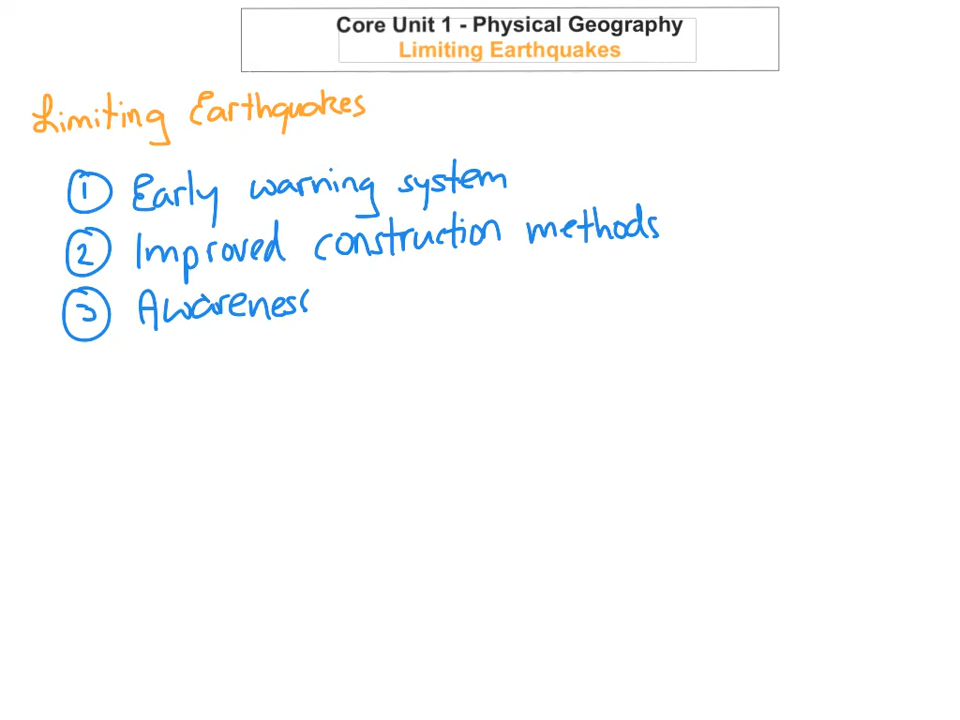 Core Unit 1 - Physical Geography
Limiting Earthquakes
Limiting Earthquakes
1 Early warning system
2 Improved construction methods
3 Awareness